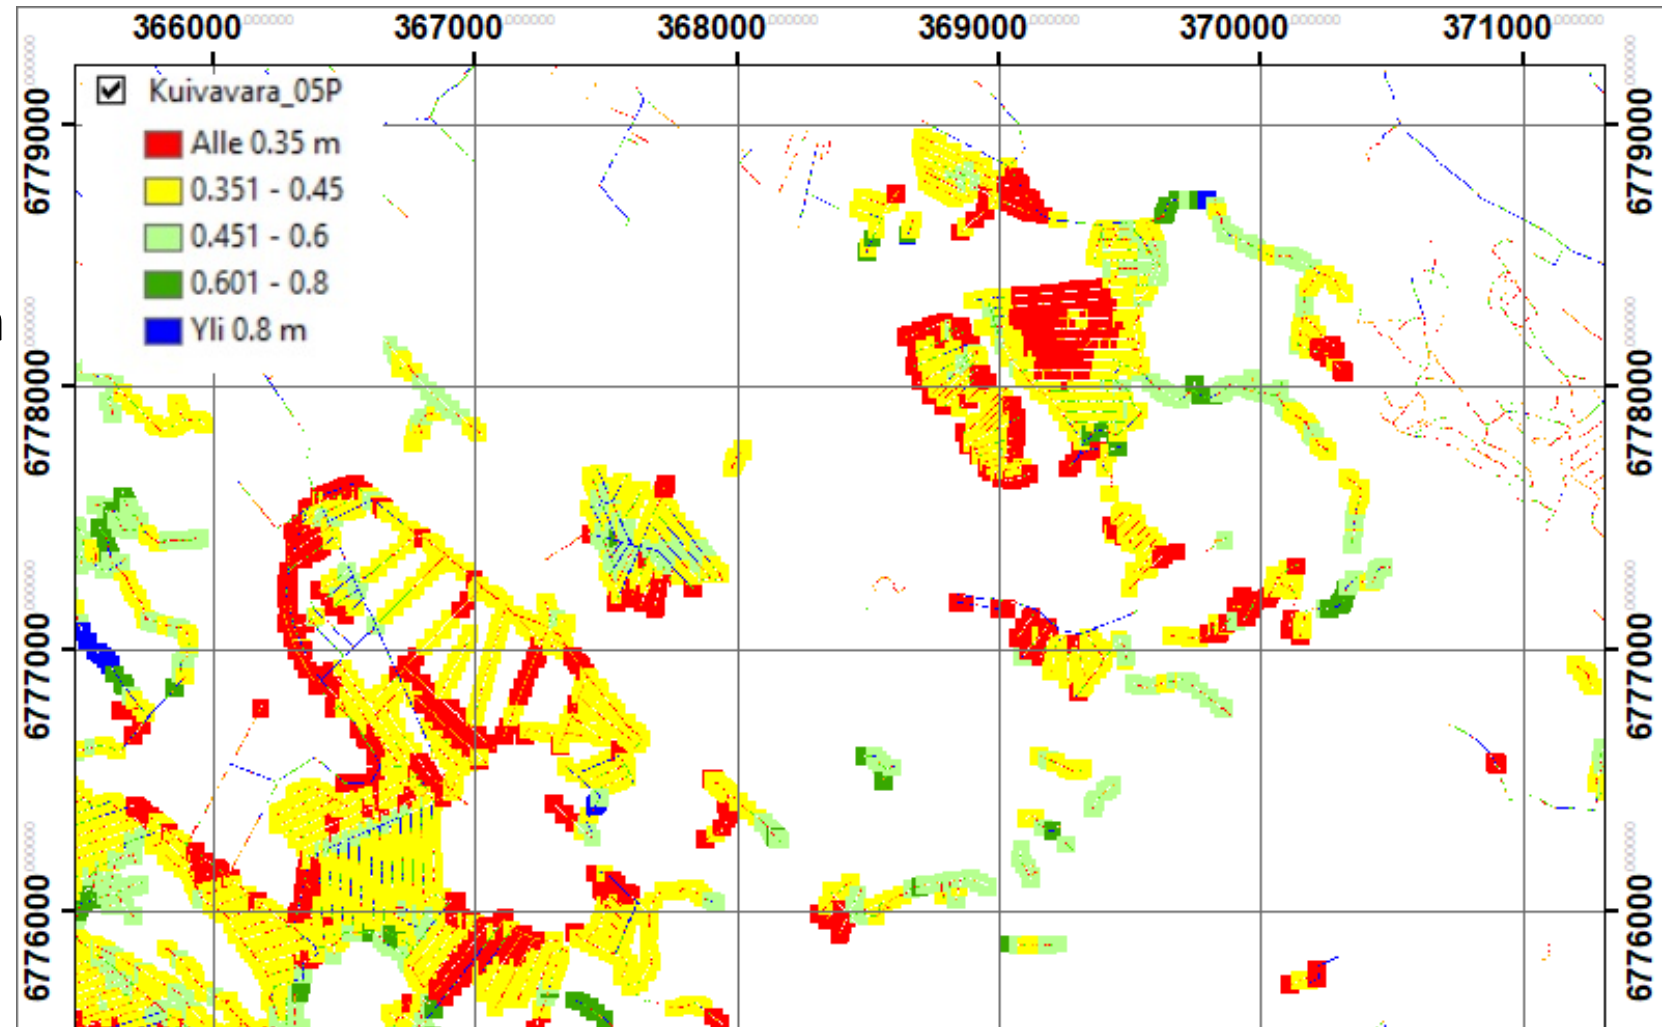 366000 367000 368000 369000 370000 371000
Kuivavara_05P
Alle 0.35 m
0.351 - 0.45
0.451 - 0.6
0.601 - 0.8
Yli 0.8 m
6779000 6779000
6778000 6778000
6777000 6777000
6776000 6776000